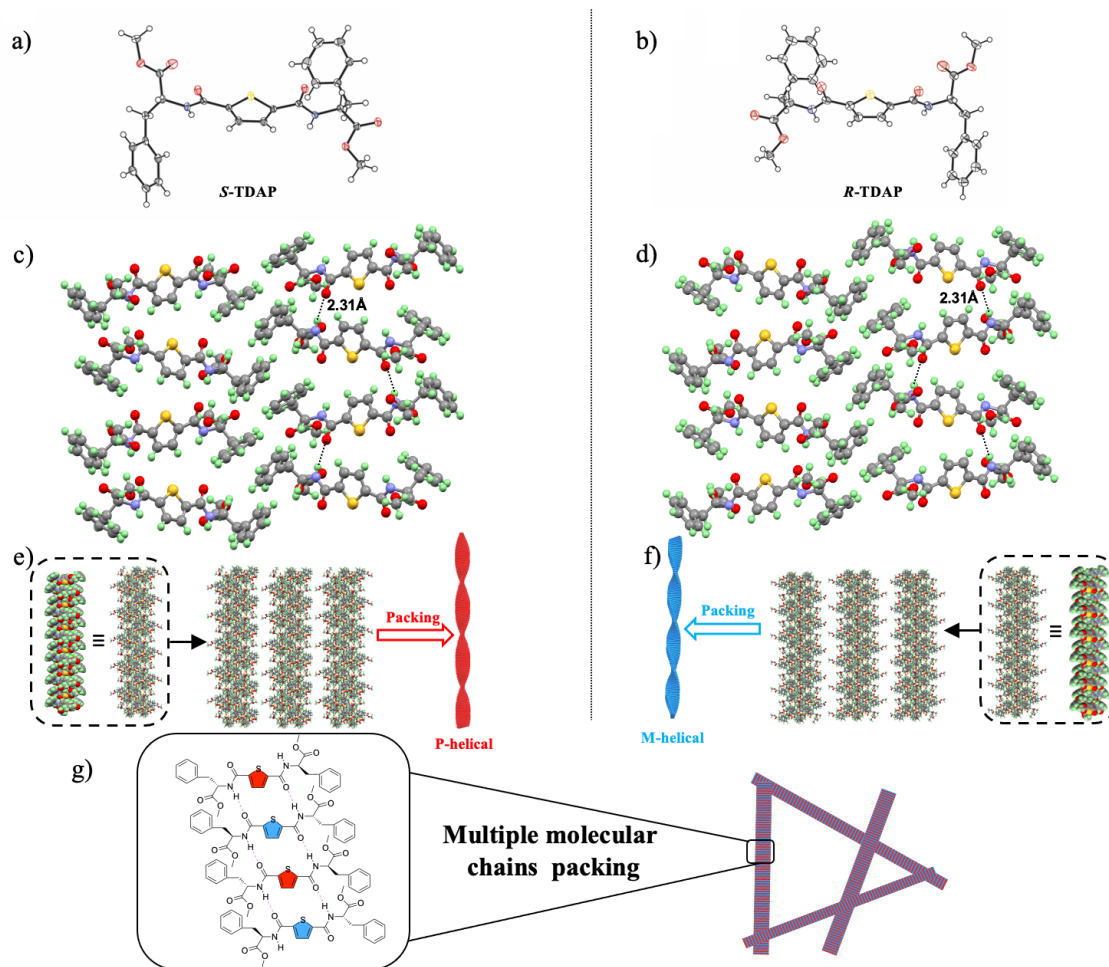 a)
b)
S-TDAP
R-TDAP
c)
d)
2.31Å
2.31Å
e)
f)
≡
Packing
Packing
≡
P-helical
M-helical
g)
S
O
O
N
H
O
O
O
O
N
H
S
O
O
N
H
O
O
O
O
N
H
S
O
O
N
H
O
O
O
O
N
H
S
O
O
N
H
O
O
O
O
N
H
Multiple molecular
chains packing